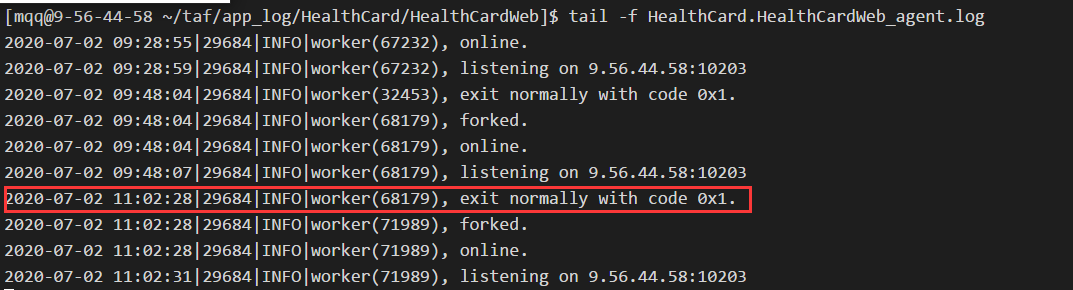 [mqq@9-56-44-58 ~/taf/app_log/HealthCard/HealthCardWeb]$ tail -f HealthCard.HealthCardWeb_agent.log
2020-07-02 09:28:55|29684|INFO|worker(67232), online.
2020-07-02 09:28:59|29684|INFO|worker(67232), listening on 9.56.44.58:10203
2020-07-02 09:48:04|29684|INFO|worker(32453), exit normally with code 0x1.
2020-07-02 09:48:04|29684|INFO|worker(68179), forked.
2020-07-02 09:48:04|29684|INFO|worker(68179), online.
2020-07-02 09:48:07|29684|INFO|worker(68179), listening on 9.56.44.58:10203
2020-07-02 11:02:28|29684|INFO|worker(68179), exit normally with code 0x1.
2020-07-02 11:02:28|29684|INFO|worker(71989), forked.
2020-07-02 11:02:28|29684|INFO|worker(71989), online.
2020-07-02 11:02:31|29684|INFO|worker(71989), listening on 9.56.44.58:10203